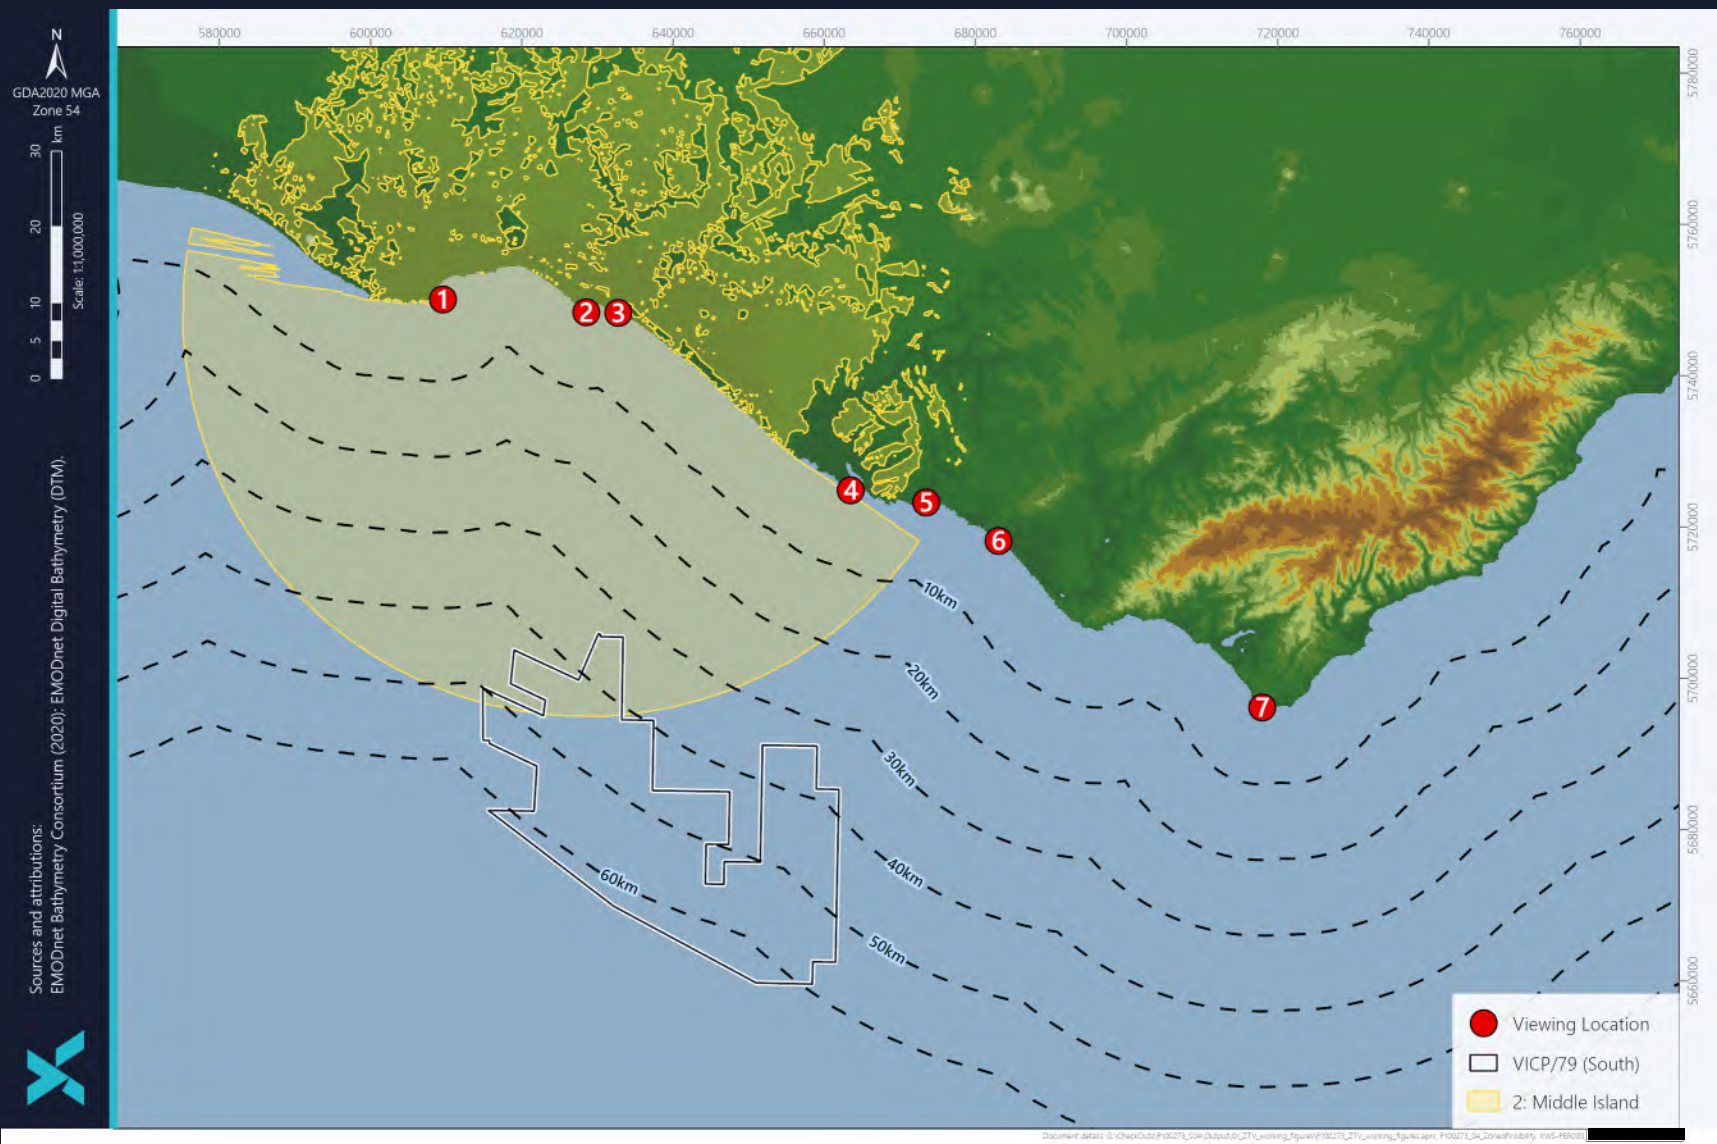 580000
600000
620000
640000
660000
680000
700000
720000
740000
760000
N
GDA2020 MGA
Zone 54
30
20
10
5
0
km
Scale: 1:1,000,000
Sources and attributions:
EMODnet Bathymetry Consortium (2020): EMODnet Digital Bathymetry (DTM).
5780000
5760000
5740000
5720000
5700000
5680000
5660000
1
2
3
4
5
6
7
10km
20km
30km
40km
50km
60km
Viewing Location
VICP/79 (South)
2: Middle Island